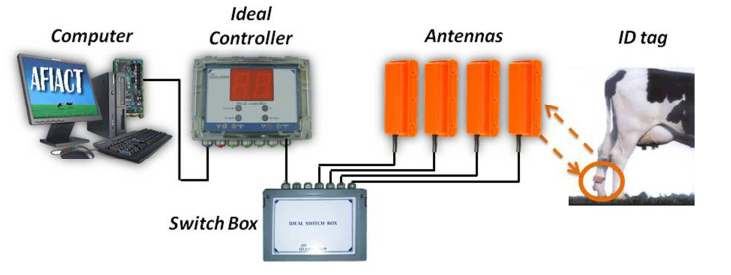 Computer
Ideal
Controller
Antennas
ID tag
AFIACT
Switch Box
IDEAL SWITCH BOX